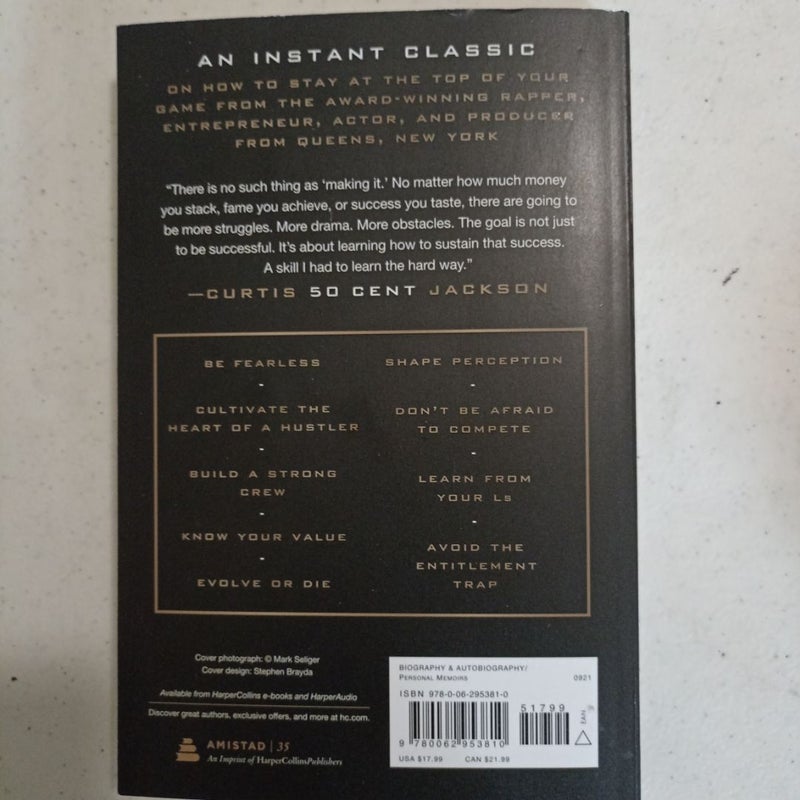 AN INSTANT CLASSIC
ON HOW TO STAY AT THE TOP OF YOUR
GAME FROM THE AWARD-WINNING RAPPER,
ENTREPRENEUR, ACTOR, AND PRODUCER
FROM QUEENS, NEW YORK
“There is no such thing as ‘making it.’ No matter how much money
you stack, fame you achieve, or success you taste, there are going to
be more struggles. More drama. More obstacles. The goal is not just
to be successful. It’s about learning how to sustain that success.
A skill I had to learn the hard way.”
—CURTIS 50 CENT JACKSON
BE FEARLESS
-
CULTIVATE THE
HEART OF A HUSTLER
-
BUILD A STRONG
CREW
-
KNOW YOUR VALUE
-
EVOLVE OR DIE
SHAPE PERCEPTION
-
DON’T BE AFRAID
TO COMPETE
-
LEARN FROM
YOUR Ls
-
AVOID THE
ENTITLEMENT
TRAP
Cover photograph: © Mark Seliger
Cover design: Stephen Brayda
Available from HarperCollins e-books and HarperAudio
Discover great authors, exclusive offers, and more at hc.com.
AMISTAD | 35
An Imprint of HarperCollinsPublishers
BIOGRAPHY & AUTOBIOGRAPHY/
PERSONAL MEMOIRS
0921
ISBN 978-0-06-295381-0
51799
9 780062 953810
EAN
USA $17.99 CAN $21.99